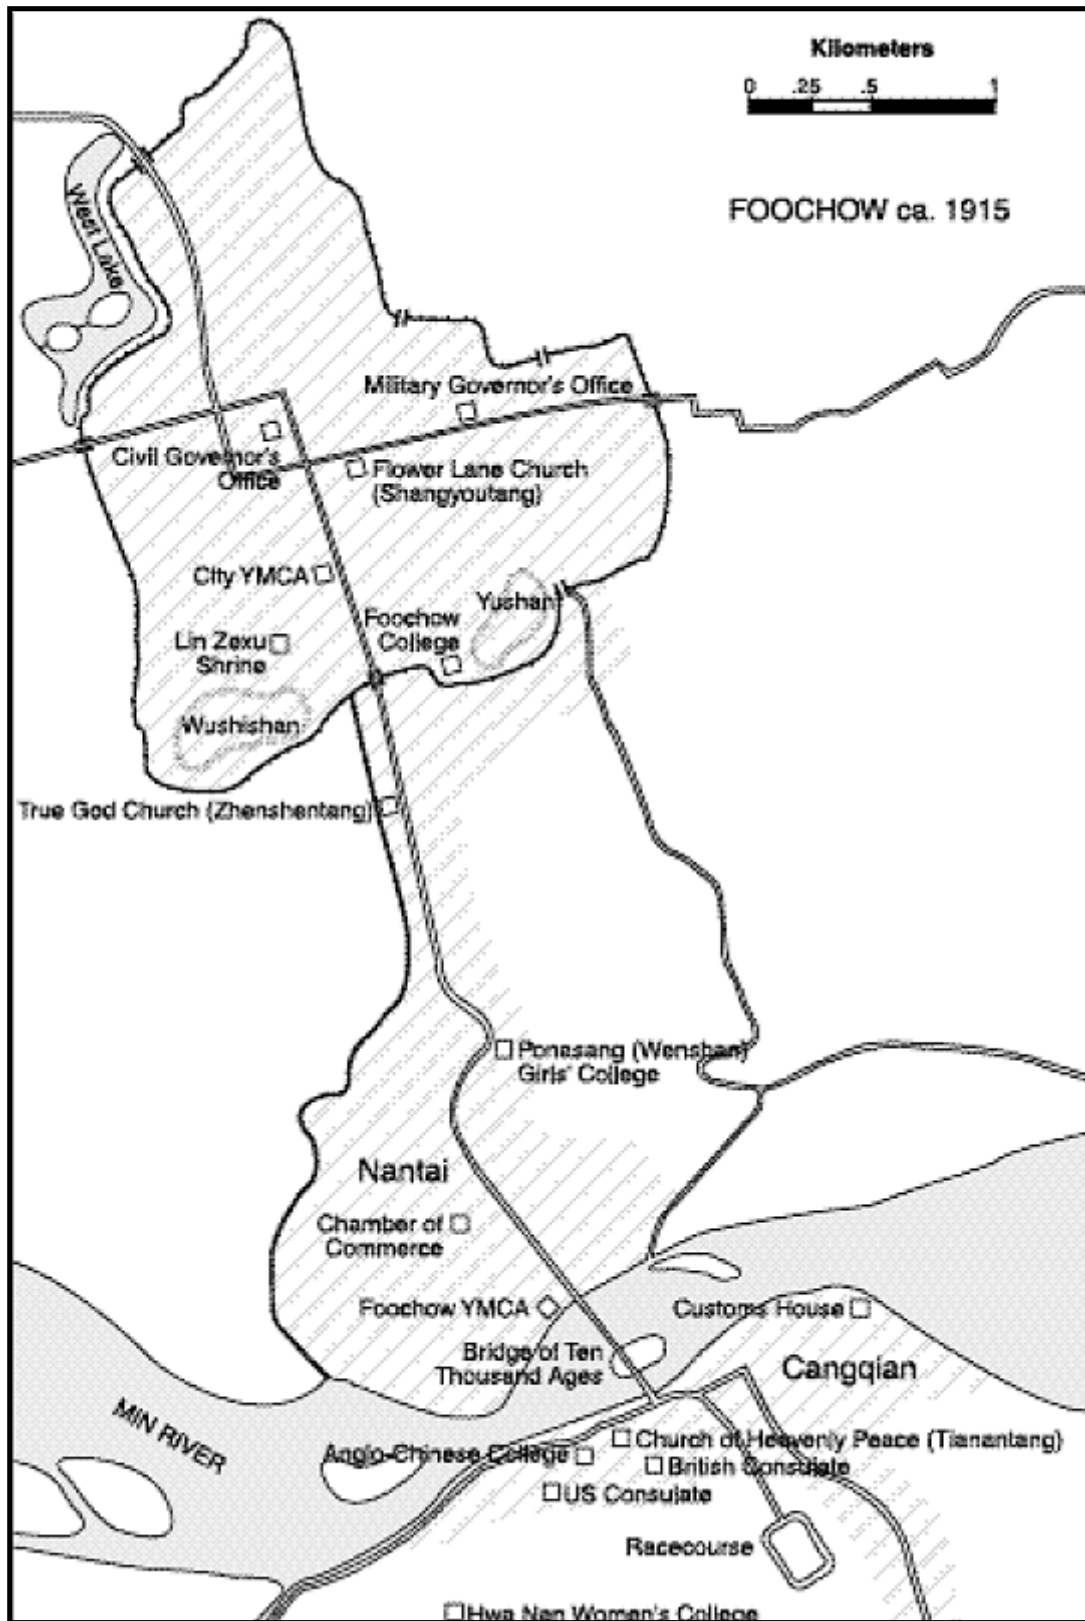 Kilometers
0 .25 .5 1
FOOCHOW ca. 1915
West Lake
Military Governor's Office
Civil Governor's
Office
Flower Lane Church
(Shangyoutang)
City YMCA
Foochow
College
Yushan
Lin Zexu
Shrine
Wushishan
True God Church (Zhenshentang)
Ponasang (Wenshan)
Girls' College
Nantai
Chamber of
Commerce
Foochow YMCA
Customs House
Bridge of Ten
Thousand Ages
Cangqian
MIN RIVER
Anglo-Chinese College
Church of Heavenly Peace (Tianantang)
British Consulate
US Consulate
Racecourse
Hwa Nan Women's College